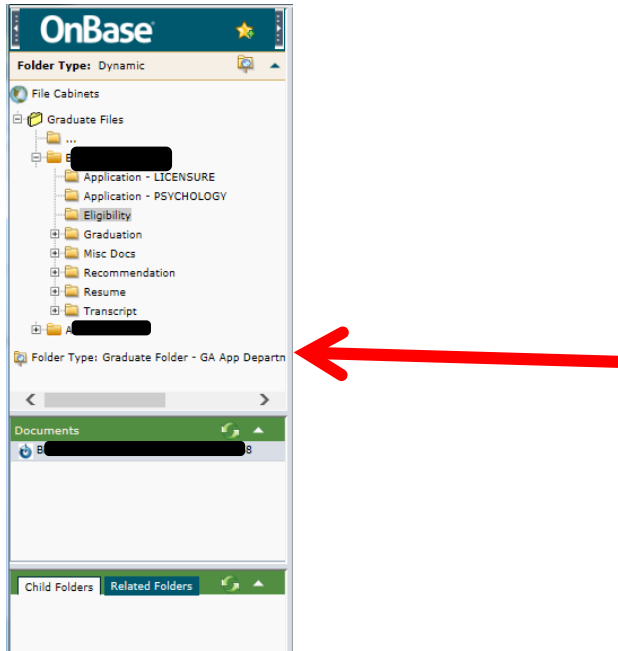 OnBase
Folder Type: Dynamic
File Cabinets
Graduate Files
...
E
Application - LICENSURE
Application - PSYCHOLOGY
Eligibility
Graduation
Misc Docs
Recommendation
Resume
Transcript
A
Folder Type: Graduate Folder - GA App Departn
Documents
B 8
Child Folders Related Folders